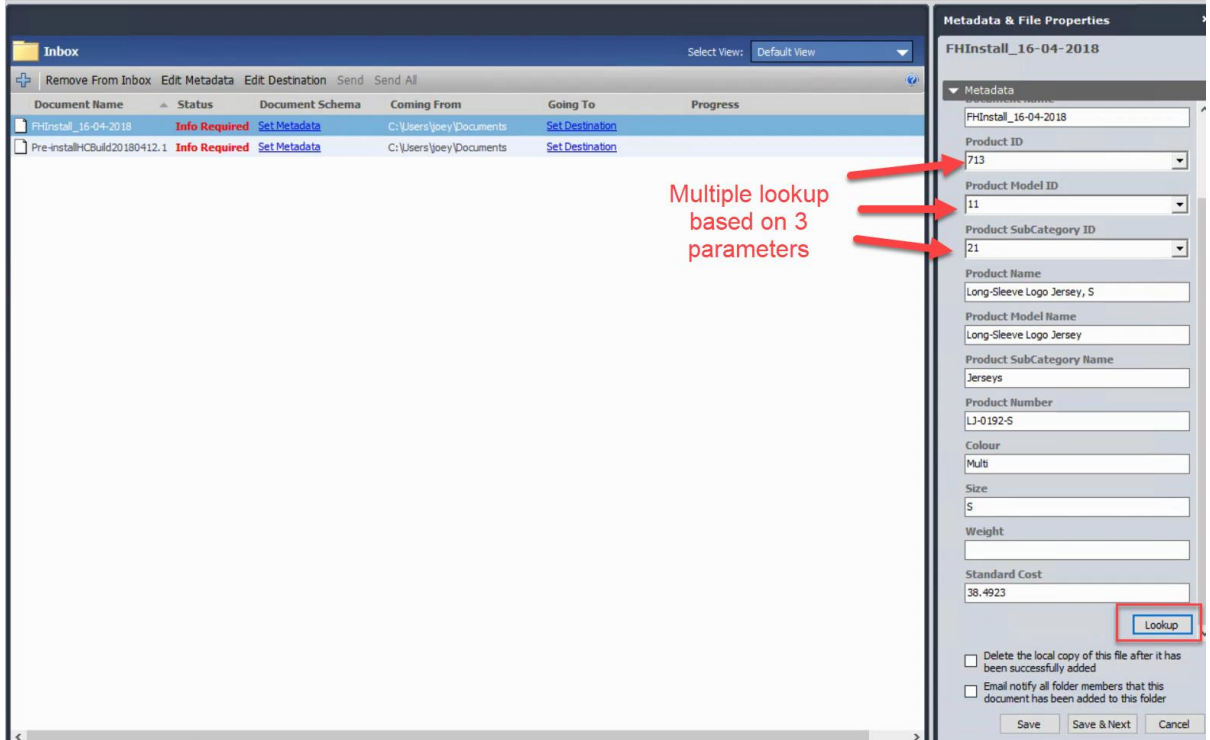 Metadata & File Properties
Inbox
Select View: Default View
FHInstall_16-04-2018
Remove From Inbox Edit Metadata Edit Destination Send Send All
Metadata
Document Name Status Document Schema Coming From Going To Progress
Document Name
FHInstall_16-04-2018 Info Required Set Metadata C:\Users\joey\Documents Set Destination
FHInstall_16-04-2018
Pre-installHCBuild20180412.1 Info Required Set Metadata C:\Users\joey\Documents Set Destination
Product ID
713
Multiple lookup
based on 3
parameters
Product Model ID
11
Product SubCategory ID
21
Product Name
Long-Sleeve Logo Jersey, S
Product Model Name
Long-Sleeve Logo Jersey
Product SubCategory Name
Jerseys
Product Number
LJ-0192-S
Colour
Multi
Size
S
Weight
Standard Cost
38.4923
Lookup
Delete the local copy of this file after it has
been successfully added
Email notify all folder members that this
document has been added to this folder
Save Save & Next Cancel